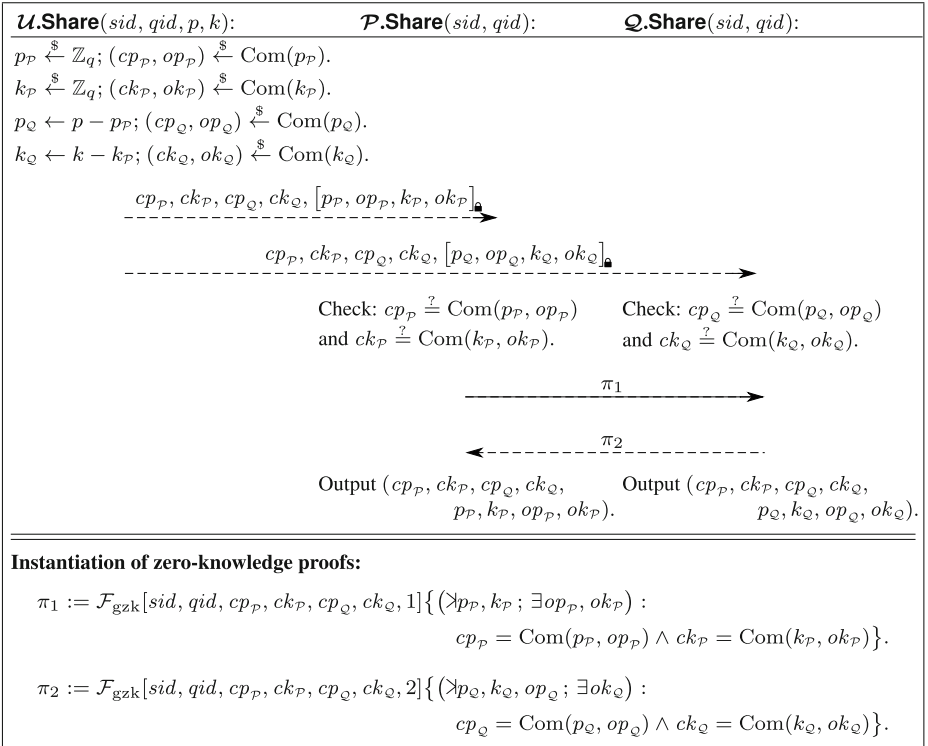 𝒰.Share(sid, qid, p, k): 𝒫.Share(sid, qid): 𝒬.Share(sid, qid):
p_𝒫 ←$ ℤ_q; (cp_𝒫, op_𝒫) ←$ Com(p_𝒫).
k_𝒫 ←$ ℤ_q; (ck_𝒫, ok_𝒫) ←$ Com(k_𝒫).
p_𝒬 ← p − p_𝒫; (cp_𝒬, op_𝒬) ←$ Com(p_𝒬).
k_𝒬 ← k − k_𝒫; (ck_𝒬, ok_𝒬) ←$ Com(k_𝒬).
cp_𝒫, ck_𝒫, cp_𝒬, ck_𝒬, [p_𝒫, op_𝒫, k_𝒫, ok_𝒫]🔒
cp_𝒫, ck_𝒫, cp_𝒬, ck_𝒬, [p_𝒬, op_𝒬, k_𝒬, ok_𝒬]🔒
Check: cp_𝒫 ≟ Com(p_𝒫, op_𝒫) Check: cp_𝒬 ≟ Com(p_𝒬, op_𝒬)
and ck_𝒫 ≟ Com(k_𝒫, ok_𝒫). and ck_𝒬 ≟ Com(k_𝒬, ok_𝒬).
π₁
π₂
Output (cp_𝒫, ck_𝒫, cp_𝒬, ck_𝒬, Output (cp_𝒫, ck_𝒫, cp_𝒬, ck_𝒬,
p_𝒫, k_𝒫, op_𝒫, ok_𝒫). p_𝒬, k_𝒬, op_𝒬, ok_𝒬).
Instantiation of zero-knowledge proofs:
π₁ := ℱ_gzk[sid, qid, cp_𝒫, ck_𝒫, cp_𝒬, ck_𝒬, 1]{(⋋p_𝒫, k_𝒫 ; ∃op_𝒫, ok_𝒫) :
cp_𝒫 = Com(p_𝒫, op_𝒫) ∧ ck_𝒫 = Com(k_𝒫, ok_𝒫)}.
π₂ := ℱ_gzk[sid, qid, cp_𝒫, ck_𝒫, cp_𝒬, ck_𝒬, 2]{(⋋p_𝒬, k_𝒬, op_𝒬 ; ∃ok_𝒬) :
cp_𝒬 = Com(p_𝒬, op_𝒬) ∧ ck_𝒬 = Com(k_𝒬, ok_𝒬)}.